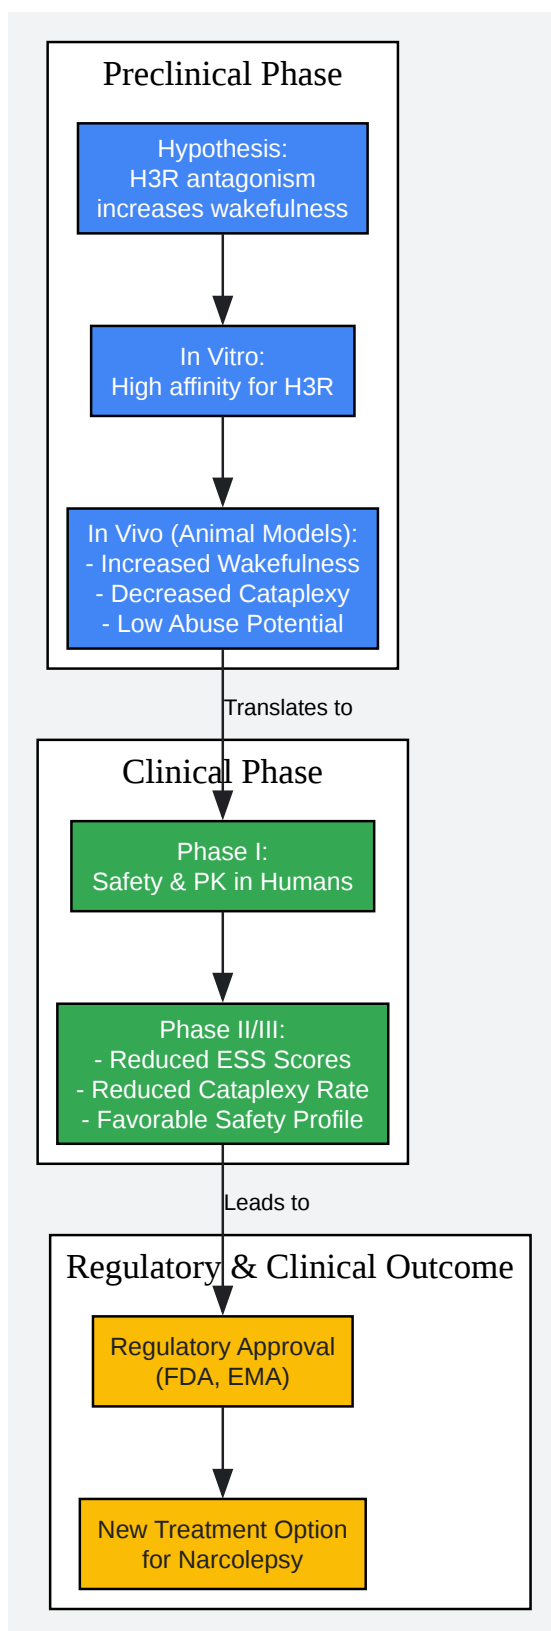 Preclinical Phase
Hypothesis:
H3R antagonism
increases wakefulness
In Vitro:
High affinity for H3R
In Vivo (Animal Models):
- Increased Wakefulness
- Decreased Cataplexy
- Low Abuse Potential
Translates to
Clinical Phase
Phase I:
Safety & PK in Humans
Phase II/III:
- Reduced ESS Scores
- Reduced Cataplexy Rate
- Favorable Safety Profile
Leads to
Regulatory & Clinical Outcome
Regulatory Approval
(FDA, EMA)
New Treatment Option
for Narcolepsy